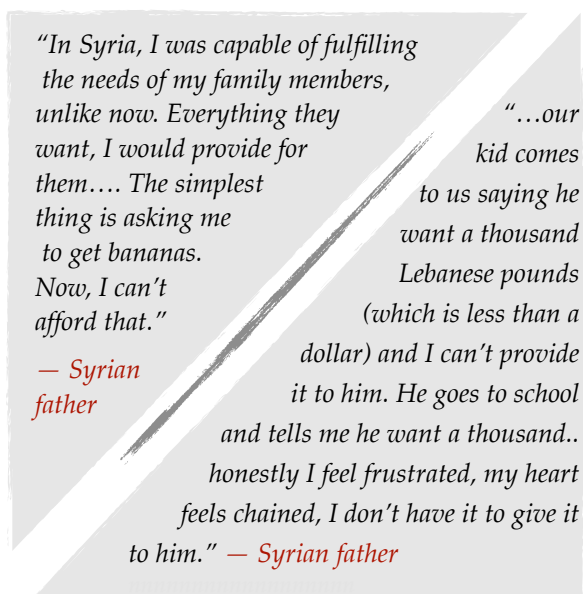 “In Syria, I was capable of fulfilling
the needs of my family members,
unlike now. Everything they
want, I would provide for
them…. The simplest
thing is asking me
to get bananas.
Now, I can’t
afford that.”
— Syrian
father
“…our
kid comes
to us saying he
want a thousand
Lebanese pounds
(which is less than a
dollar) and I can’t provide
it to him. He goes to school
and tells me he want a thousand..
honestly I feel frustrated, my heart
feels chained, I don’t have it to give it
to him.” — Syrian father